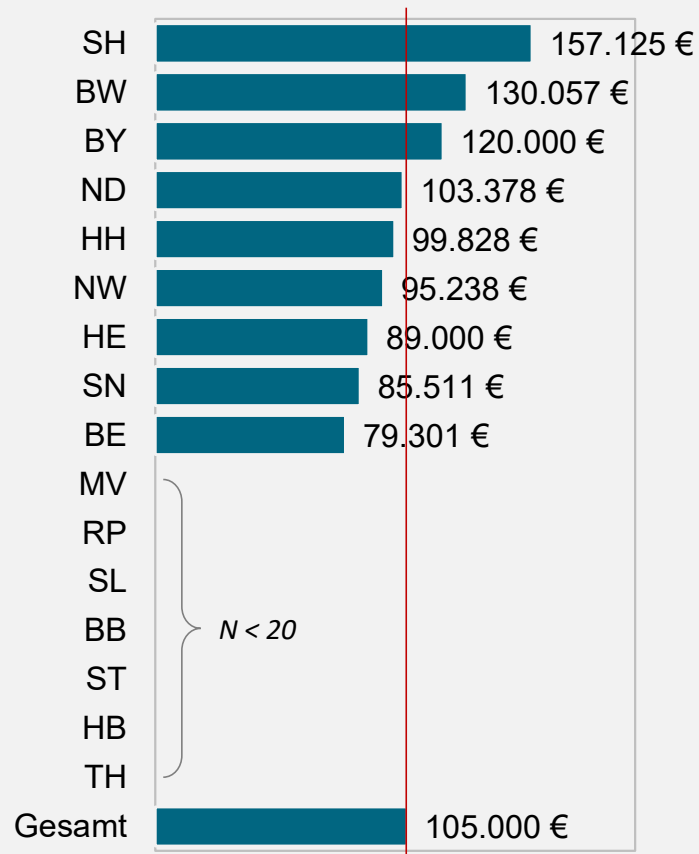 SH 157.125 €
BW 130.057 €
BY 120.000 €
ND 103.378 €
HH 99.828 €
NW 95.238 €
HE 89.000 €
SN 85.511 €
BE 79.301 €
MV
RP
SL
BB N < 20
ST
HB
TH
Gesamt 105.000 €